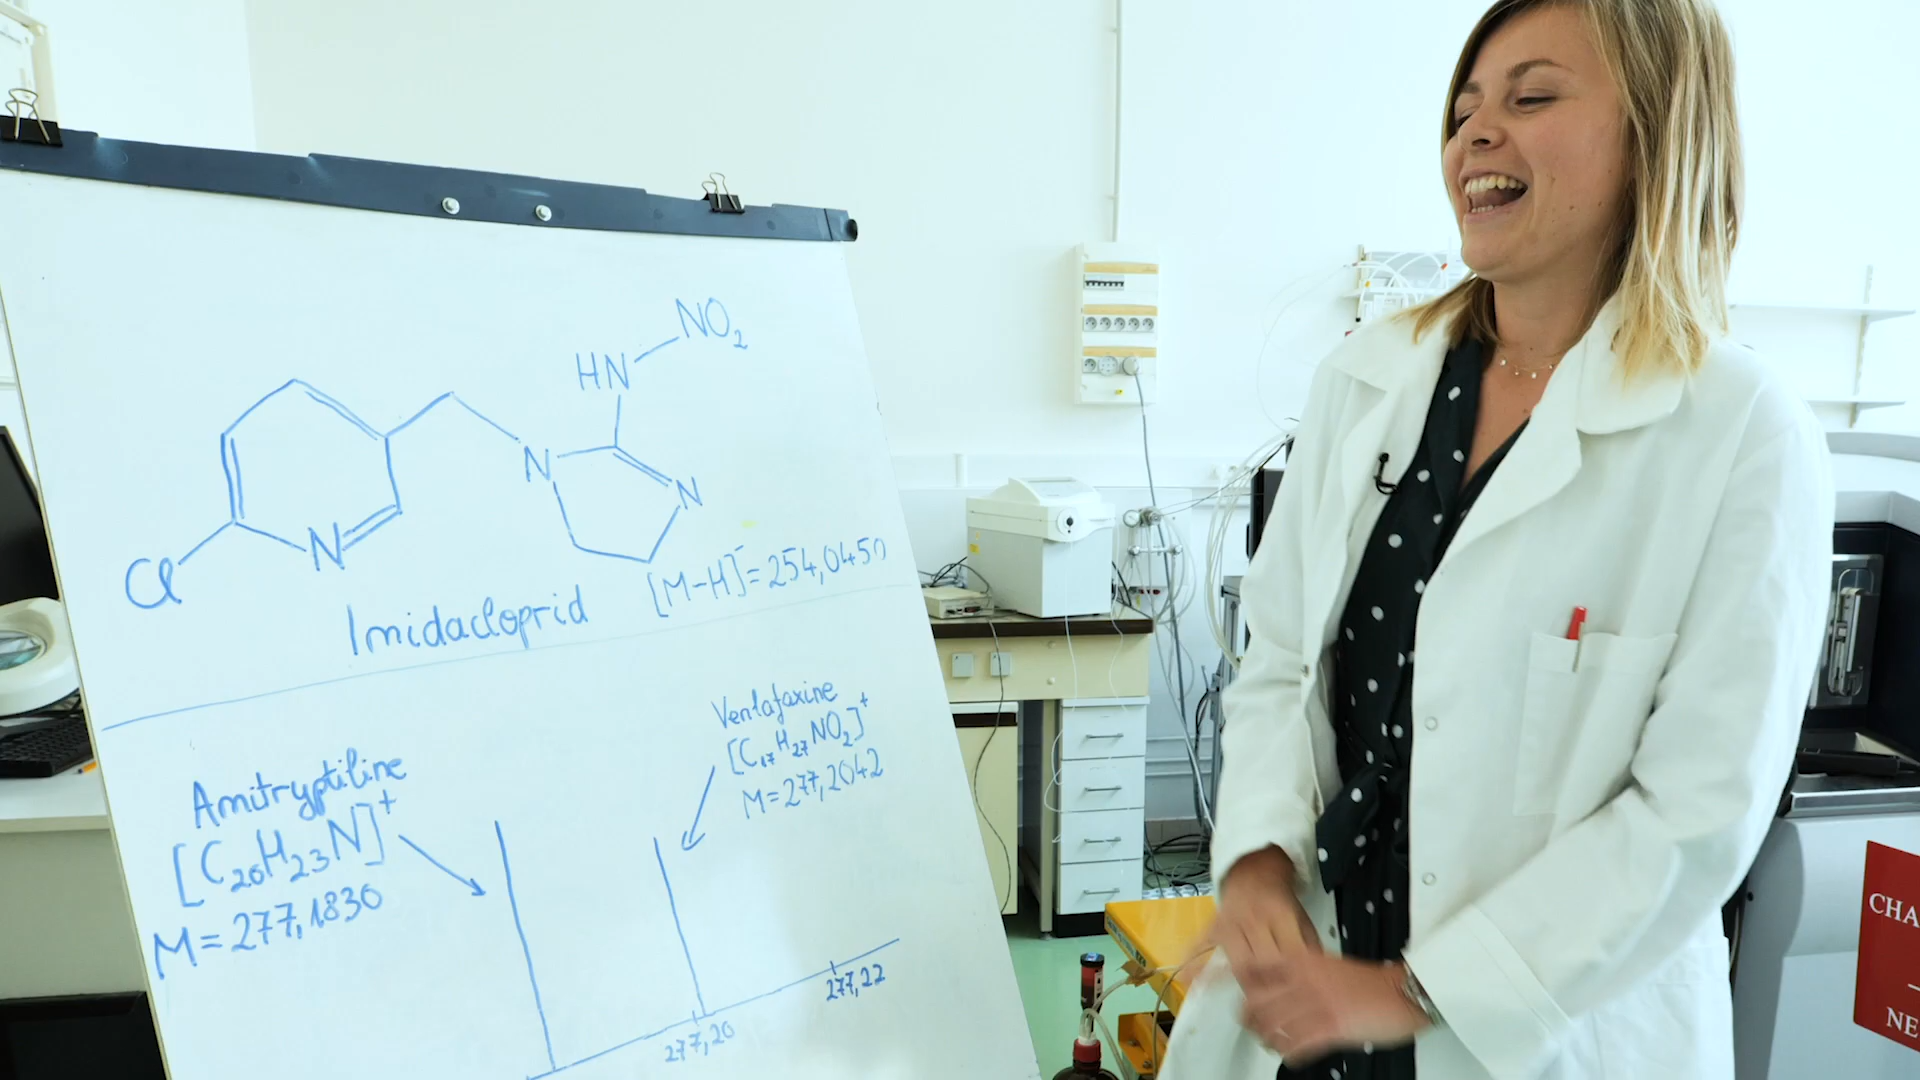 NO₂
HN
N
N
N
Cl
Imidacloprid
[M-H]⁻=254,0450
Amitryptiline
[C₂₀H₂₃N]⁺
M=277,1830
Venlafaxine
[C₁₇H₂₇NO₂]⁺
M=277,2042
277,20
277,22
CHA
NE